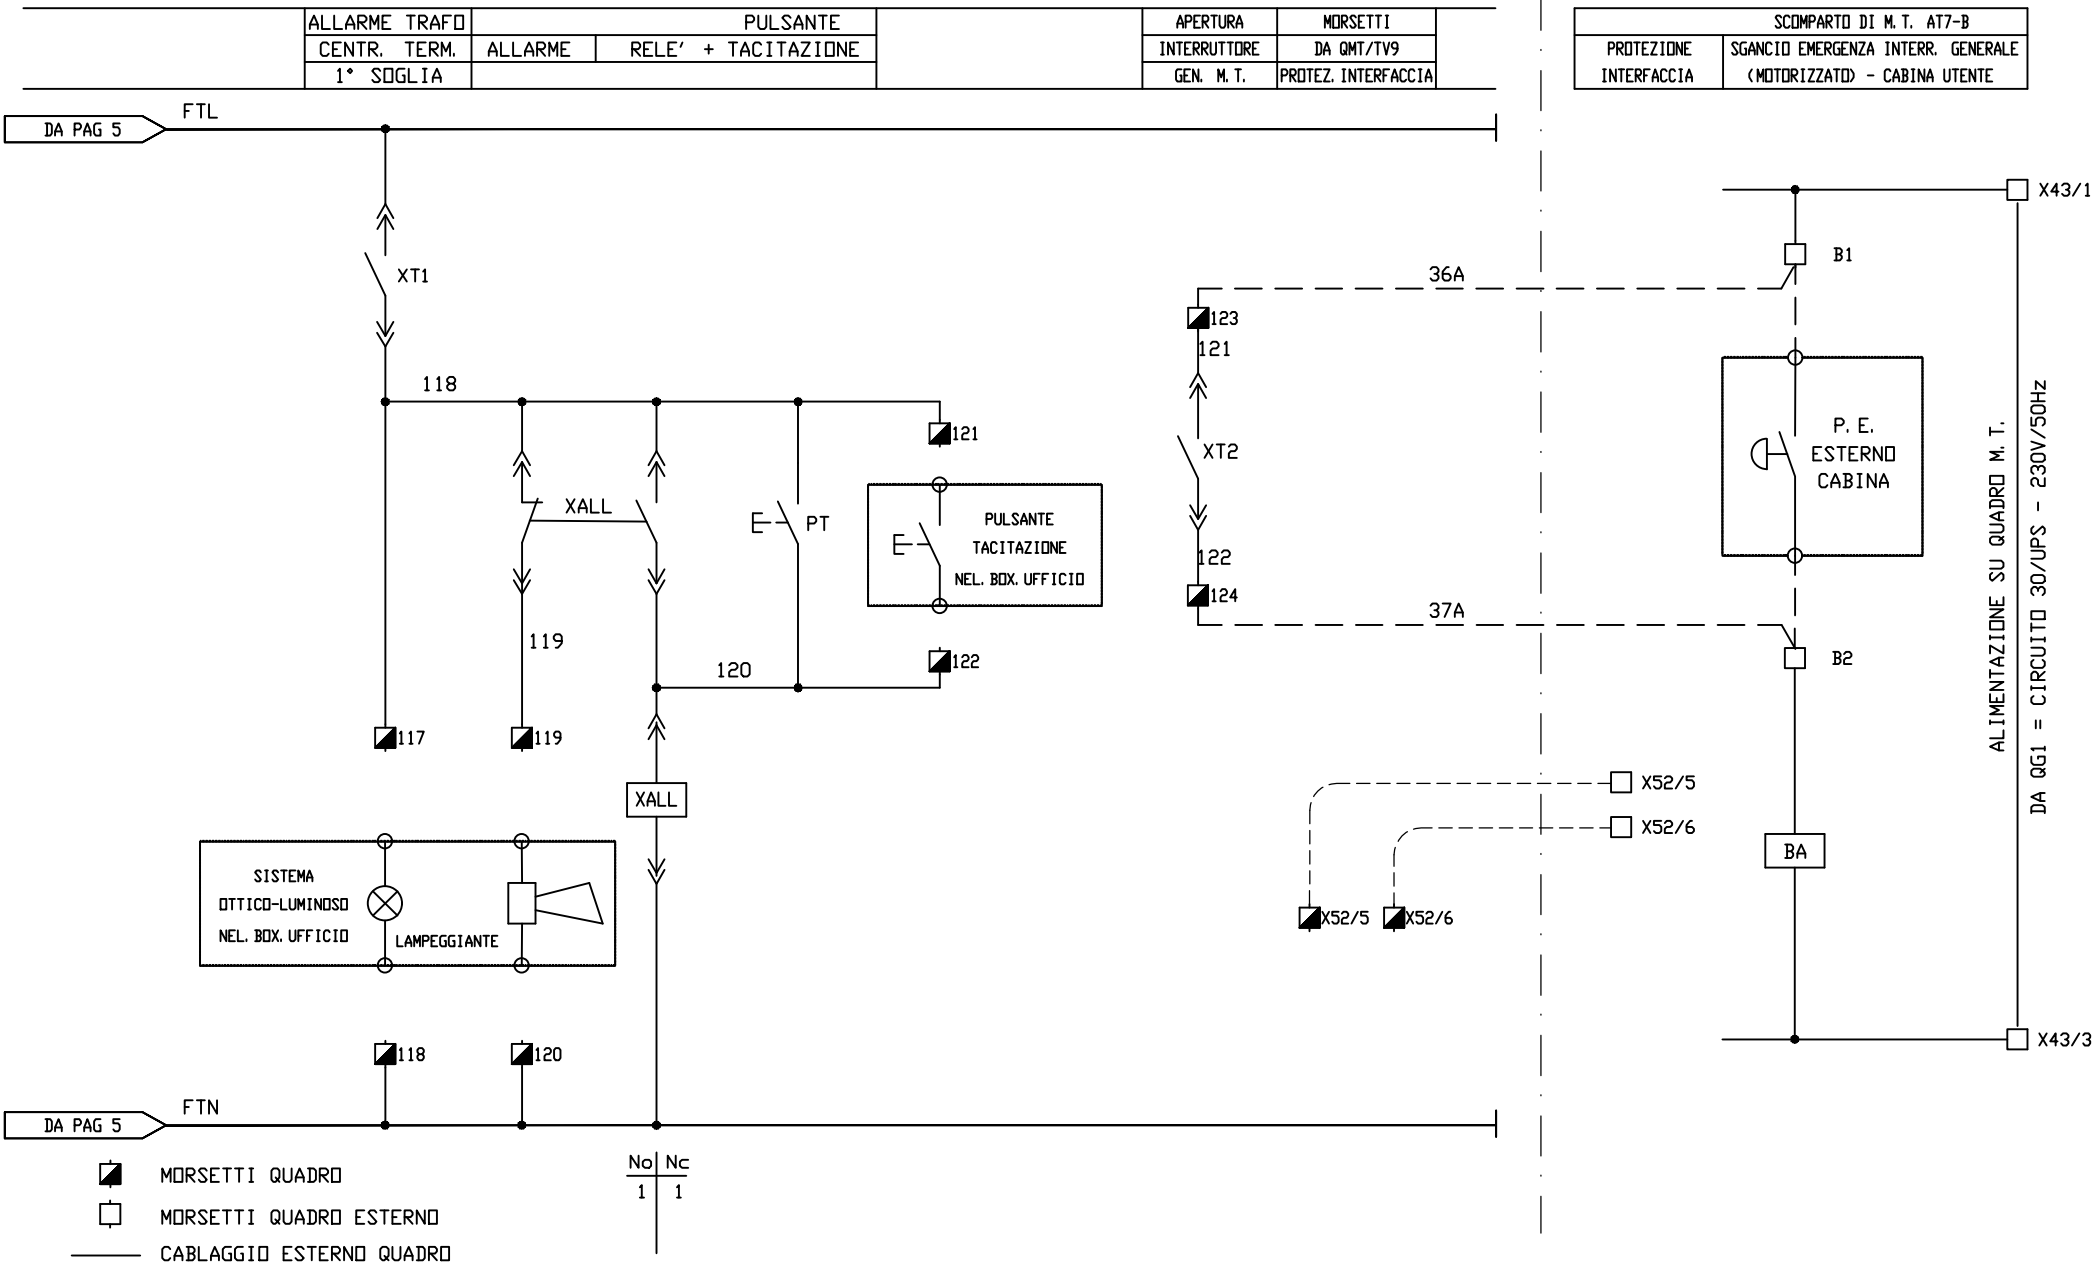 ALLARME TRAFO
CENTR. TERM.
1° SOGLIA
PULSANTE
ALLARME
RELE' + TACITAZIONE
APERTURA
INTERRUTTORE
GEN. M.T.
MORSETTI
DA QMT/TV9
PROTEZ. INTERFACCIA
SCOMPARTO DI M.T. AT7-B
PROTEZIONE
INTERFACCIA
SGANCIO EMERGENZA INTERR. GENERALE
(MOTORIZZATO) - CABINA UTENTE
FTL
DA PAG 5
X43/1
B1
XT1
36A
123
121
118
121
P.E.
ESTERNO
CABINA
XT2
XALL
PT
PULSANTE
TACITAZIONE
NEL. BOX. UFFICIO
122
124
37A
119
120
122
B2
ALIMENTAZIONE SU QUADRO M.T.
DA QG1 = CIRCUITO 30/UPS - 230V/50Hz
117
119
XALL
X52/5
X52/6
BA
SISTEMA
OTTICO-LUMINOSO
NEL. BOX. UFFICIO
LAMPEGGIANTE
X52/5
X52/6
118
120
X43/3
FTN
DA PAG 5
No Nc
1 1
MORSETTI QUADRO
MORSETTI QUADRO ESTERNO
CABLAGGIO ESTERNO QUADRO